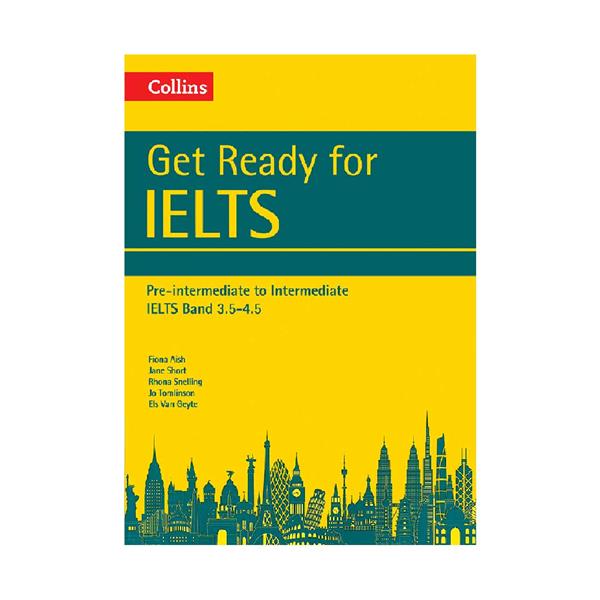 Collins
Get Ready for
IELTS
Pre-intermediate to Intermediate
IELTS Band 3.5-4.5
Fiona Aish
Jane Short
Rhona Snelling
Jo Tomlinson
Els Van Geyte